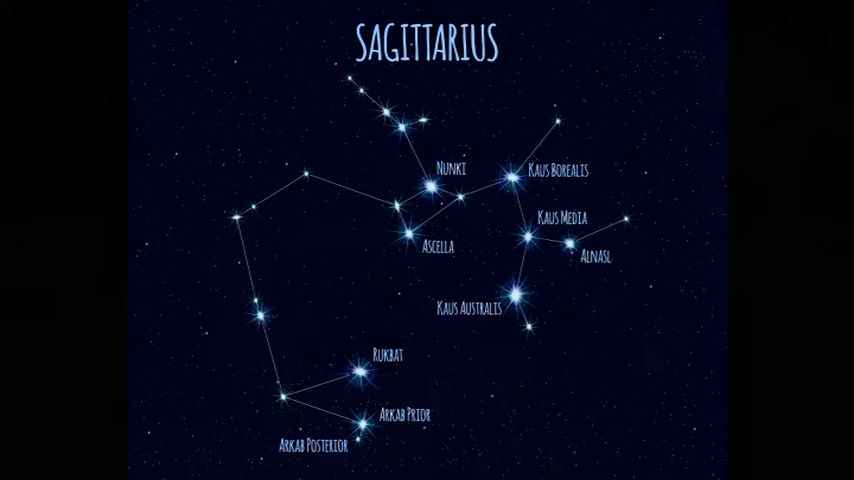 SAGITTARIUS
NUNKI
KAUS BOREALIS
KAUS MEDIA
ASCELLA
ALNASL
KAUS AUSTRALIS
RUKBAT
ARKAB PRIOR
ARKAB POSTERIOR